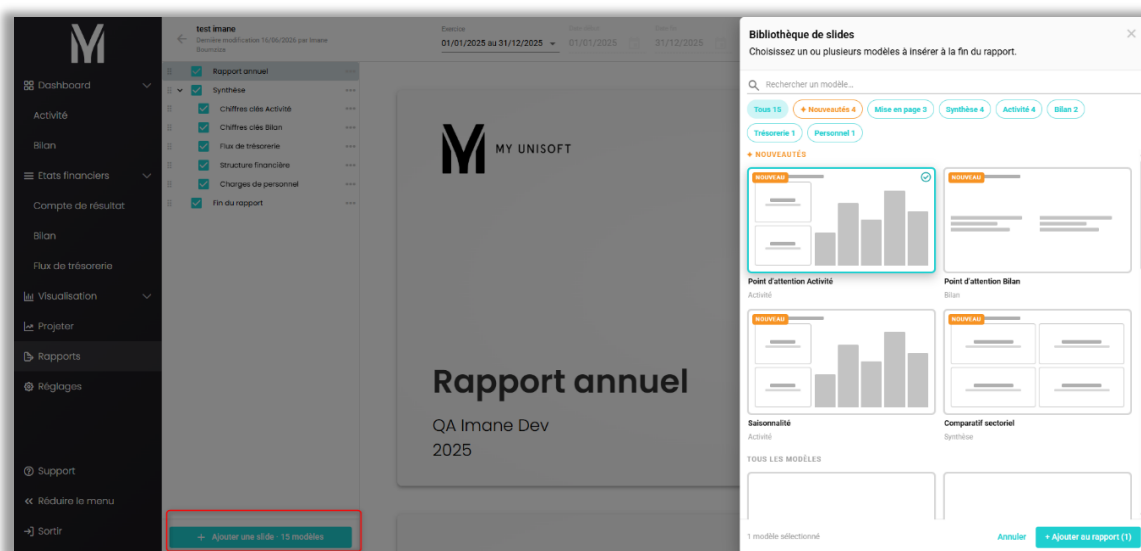 MY
Dashboard
Activité
Bilan
Etats financiers
Compte de résultat
Bilan
Flux de trésorerie
Visualisation
Projeter
Rapports
Réglages
Support
Réduire le menu
Sortir
test imane
Dernière modification 16/06/2026 par Imane
Exercice
01/01/2025 au 31/12/2025
01/01/2025
31/12/2025
Rapport annuel
Synthèse
Chiffres clés Activité
Chiffres clés Bilan
Flux de trésorerie
Structure financière
Charges de personnel
Fin du rapport
+ Ajouter une slide - 15 modèles
MY UNISOFT
Rapport annuel
QA Imane Dev
2025
Bibliothèque de slides
Choisissez un ou plusieurs modèles à insérer à la fin du rapport.
Rechercher un modèle...
Tous 15
Nouveautés 4
Mise en page 3
Synthèse 4
Activité 4
Bilan 2
Trésorerie 1
Personnel 1
NOUVEAUTÉS
NOUVEAU
NOUVEAU
Point d'attention Activité
Activité
Point d'attention Bilan
Bilan
NOUVEAU
NOUVEAU
Saisonnalité
Activité
Comparatif sectoriel
Synthèse
TOUS LES MODÈLES
1 modèle sélectionné
Annuler
+ Ajouter au rapport (1)